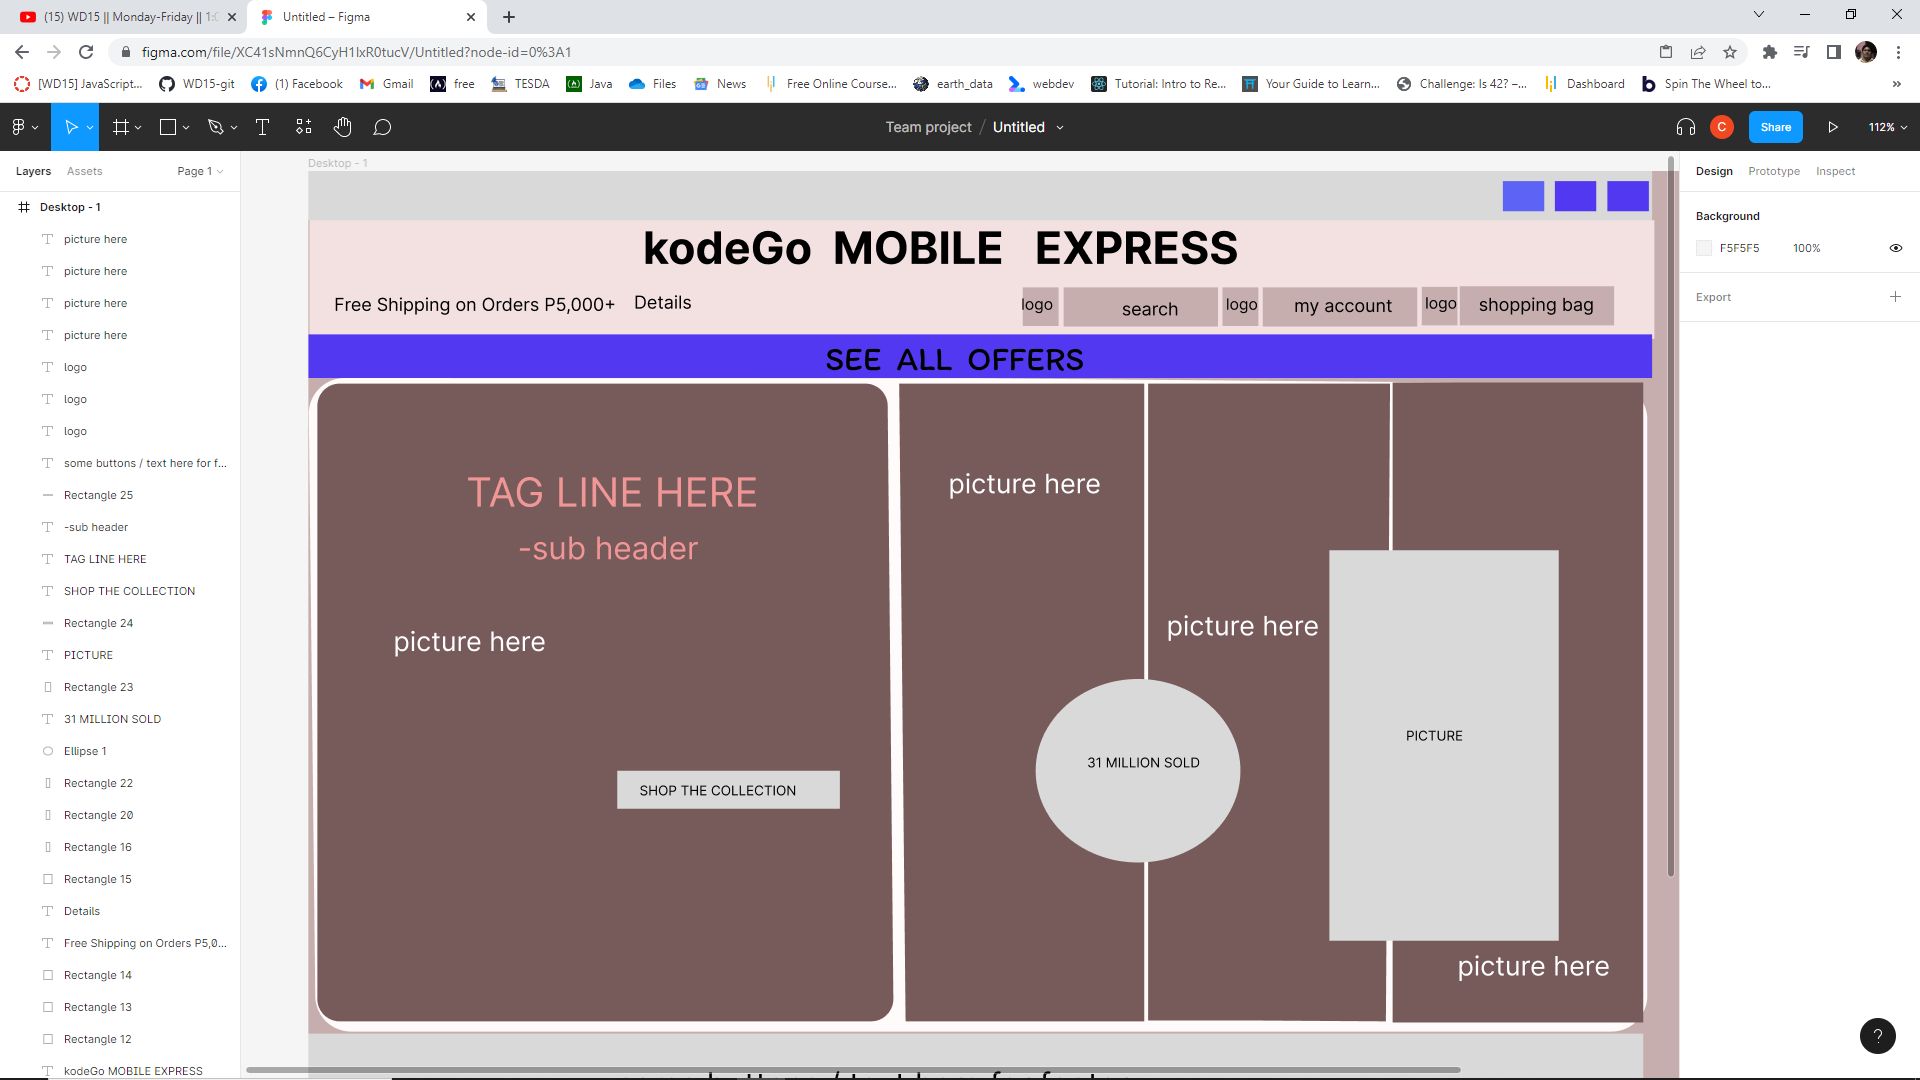 (15) WD15 || Monday-Friday || 1:0
Untitled – Figma
figma.com/file/XC41sNmnQ6CyH1IxR0tucV/Untitled?node-id=0%3A1
[WD15] JavaScript...
WD15-git
(1) Facebook
Gmail
free
TESDA
Java
Files
News
Free Online Course...
earth_data
webdev
Tutorial: Intro to Re...
Your Guide to Learn...
Challenge: Is 42? –...
Dashboard
Spin The Wheel to...
Team project / Untitled
C
Share
112%
Layers
Assets
Page 1
Desktop - 1
picture here
picture here
picture here
picture here
logo
logo
logo
some buttons / text here for f...
Rectangle 25
-sub header
TAG LINE HERE
SHOP THE COLLECTION
Rectangle 24
PICTURE
Rectangle 23
31 MILLION SOLD
Ellipse 1
Rectangle 22
Rectangle 20
Rectangle 16
Rectangle 15
Details
Free Shipping on Orders P5,0...
Rectangle 14
Rectangle 13
Rectangle 12
kodeGo MOBILE EXPRESS
Desktop - 1
kodeGo MOBILE EXPRESS
Free Shipping on Orders P5,000+
Details
logo
search
logo
my account
logo
shopping bag
SEE ALL OFFERS
TAG LINE HERE
-sub header
picture here
SHOP THE COLLECTION
picture here
picture here
31 MILLION SOLD
PICTURE
picture here
Design
Prototype
Inspect
Background
F5F5F5
100%
Export
?